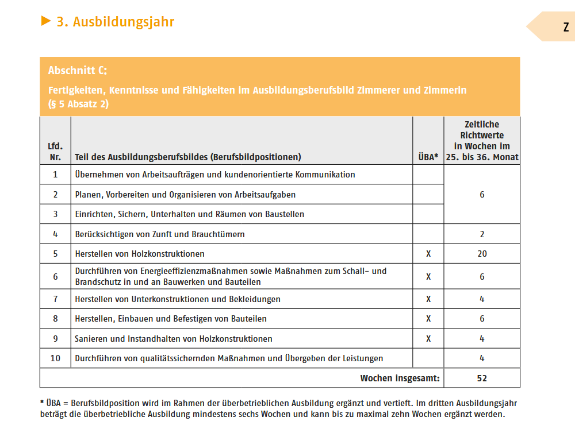 ▶ 3. Ausbildungsjahr
Z
Abschnitt C:
Fertigkeiten, Kenntnisse und Fähigkeiten im Ausbildungsberufsbild Zimmerer und Zimmerin
(§ 5 Absatz 2)
Lfd.
Nr.
Teil des Ausbildungsberufsbildes (Berufsbildpositionen)
ÜBA*
Zeitliche
Richtwerte
in Wochen im
25. bis 36. Monat
1 Übernehmen von Arbeitsaufträgen und kundenorientierte Kommunikation
2 Planen, Vorbereiten und Organisieren von Arbeitsaufgaben 6
3 Einrichten, Sichern, Unterhalten und Räumen von Baustellen
4 Berücksichtigen von Zunft und Brauchtümern 2
5 Herstellen von Holzkonstruktionen X 20
6 Durchführen von Energieeffizienzmaßnahmen sowie Maßnahmen zum Schall- und
Brandschutz in und an Bauwerken und Bauteilen X 6
7 Herstellen von Unterkonstruktionen und Bekleidungen X 4
8 Herstellen, Einbauen und Befestigen von Bauteilen X 6
9 Sanieren und Instandhalten von Holzkonstruktionen X 4
10 Durchführen von qualitätssichernden Maßnahmen und Übergeben der Leistungen 4
Wochen insgesamt: 52
* ÜBA = Berufsbildposition wird im Rahmen der überbetrieblichen Ausbildung ergänzt und vertieft. Im dritten Ausbildungsjahr
beträgt die überbetriebliche Ausbildung mindestens sechs Wochen und kann bis zu maximal zehn Wochen ergänzt werden.